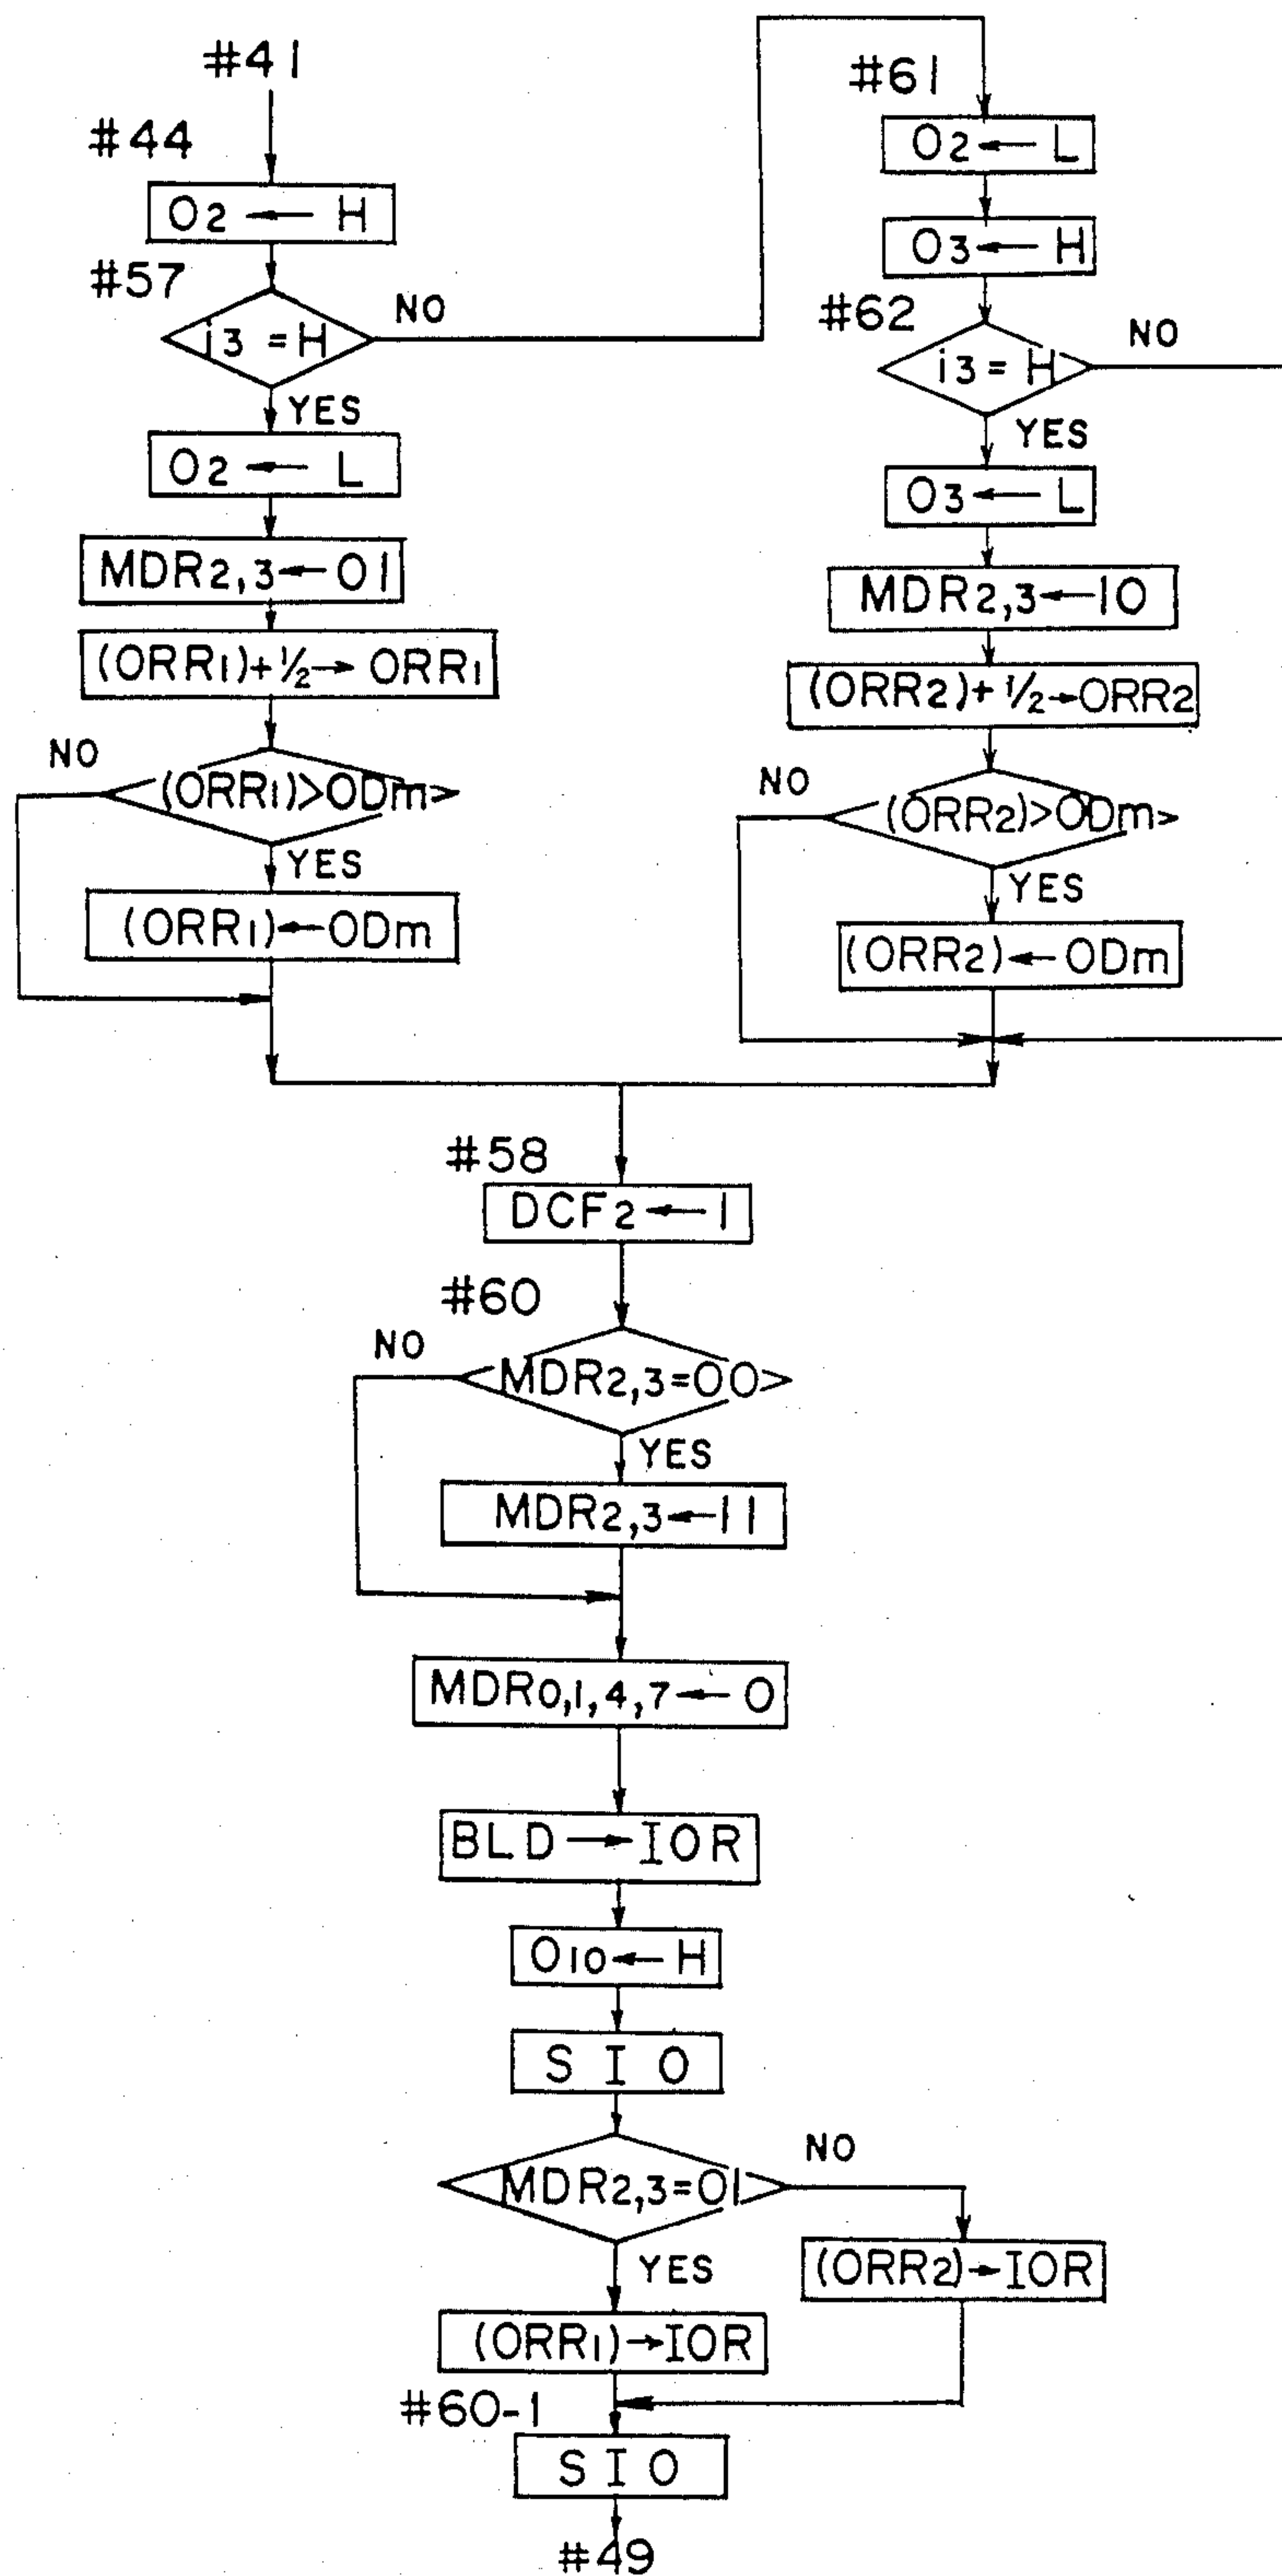 #41
#44
O2 ← H
#57
i3 = H
NO
YES
O2 ← L
MDR2,3 ← 01
(ORR1)+½ → ORR1
NO
(ORR1)>ODm
YES
(ORR1) ← ODm
#61
O2 ← L
O3 ← H
#62
i3 = H
NO
YES
O3 ← L
MDR2,3 ← 10
(ORR2)+½ → ORR2
NO
(ORR2)>ODm
YES
(ORR2) ← ODm
#58
DCF2 ← 1
#60
NO
MDR2,3=00
YES
MDR2,3 ← 11
MDR0,1,4,7 ← 0
BLD → IOR
O10 ← H
SIO
MDR2,3=01
NO
YES
(ORR2) → IOR
(ORR1) → IOR
#60-1
SIO
#49